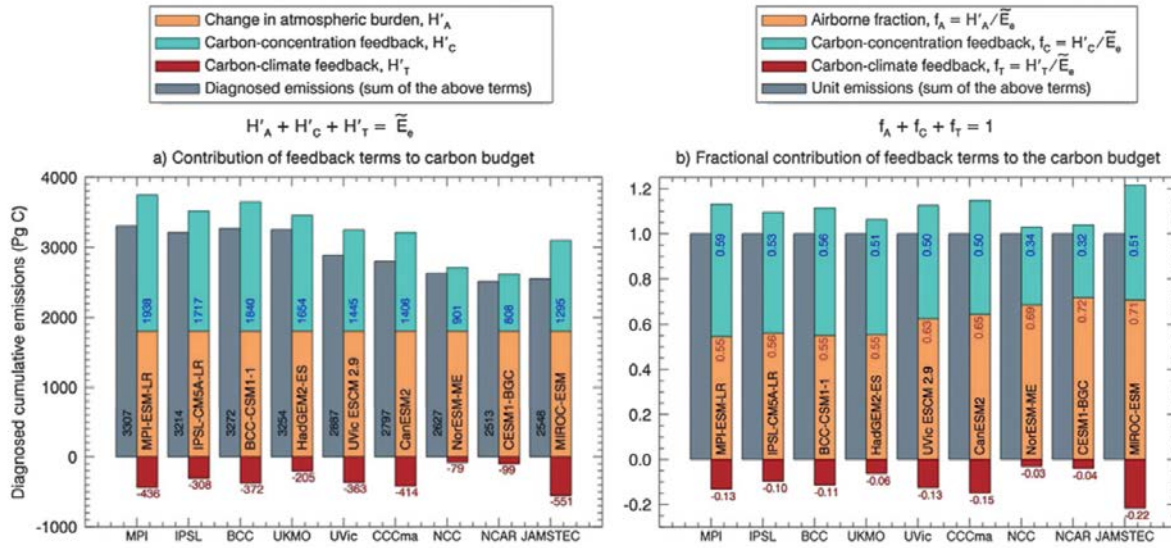 Change in atmospheric burden, H'A
Carbon-concentration feedback, H'C
Carbon-climate feedback, H'T
Diagnosed emissions (sum of the above terms)
H'A + H'C + H'T = Ẽe
a) Contribution of feedback terms to carbon budget
Diagnosed cumulative emissions (Pg C)
4000
3000
2000
1000
0
-1000
1938 1717 1840 1654 1445 1406 901 808 1295
3307 3214 3272 3254 2887 2797 2627 2513 2548
MPI-ESM-LR IPSL-CM5A-LR BCC-CSM1-1 HadGEM2-ES UVic ESCM 2.9 CanESM2 NorESM-ME CESM1-BGC MIROC-ESM
-436 -308 -372 -205 -363 -414 -79 -99 -551
MPI IPSL BCC UKMO UVic CCCma NCC NCAR JAMSTEC
Airborne fraction, fA = H'A/Ẽe
Carbon-concentration feedback, fC = H'C/Ẽe
Carbon-climate feedback, fT = H'T/Ẽe
Unit emissions (sum of the above terms)
fA + fC + fT = 1
b) Fractional contribution of feedback terms to the carbon budget
1.2
1.0
0.8
0.6
0.4
0.2
0.0
-0.2
0.59 0.53 0.56 0.51 0.50 0.50 0.34 0.32 0.51
0.55 0.56 0.55 0.55 0.63 0.65 0.69 0.72 0.71
MPI-ESM-LR IPSL-CM5A-LR BCC-CSM1-1 HadGEM2-ES UVic ESCM 2.9 CanESM2 NorESM-ME CESM1-BGC MIROC-ESM
-0.13 -0.10 -0.11 -0.06 -0.13 -0.15 -0.03 -0.04 -0.22
MPI IPSL BCC UKMO UVic CCCma NCC NCAR JAMSTEC